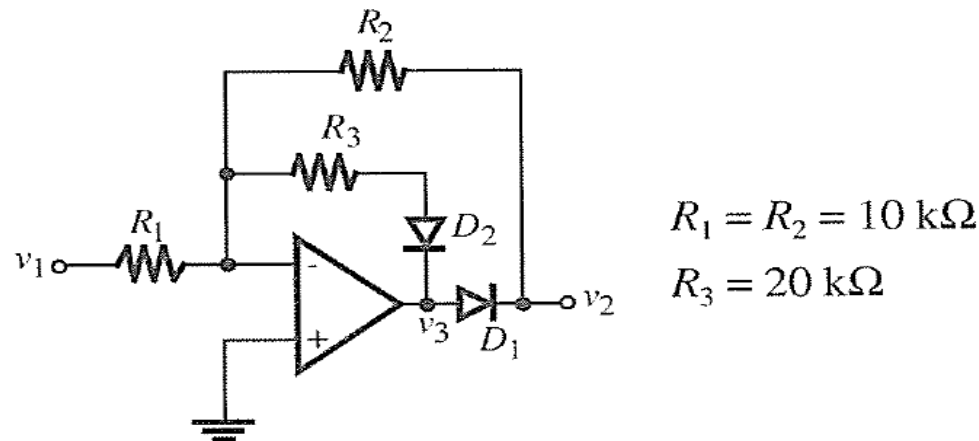 R₂
R₃
R₁
D₂
v₁
-
+
v₃
D₁
v₂
R₁ = R₂ = 10 kΩ
R₃ = 20 kΩ